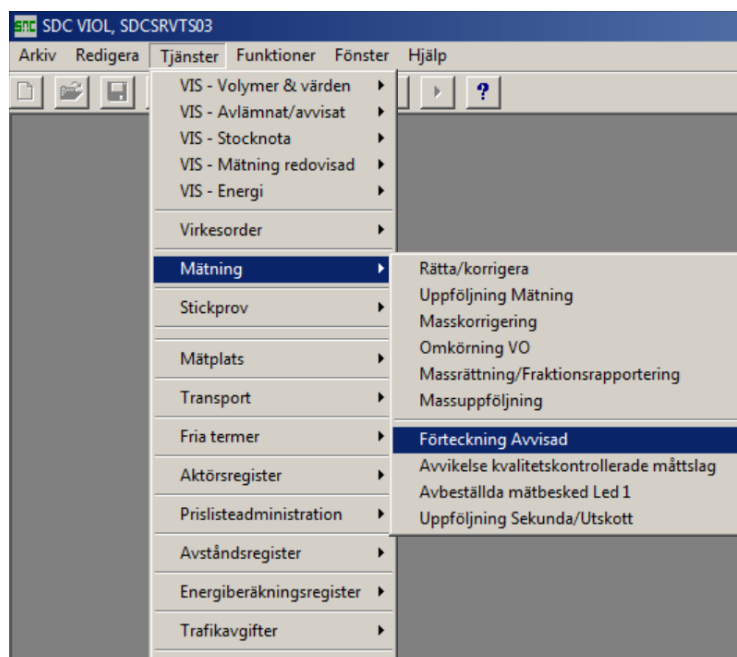 SDC SDC VIOL, SDCSRVTS03
Arkiv Redigera Tjänster Funktioner Fönster Hjälp
?
VIS - Volymer & värden
VIS - Avlämnat/avvisat
VIS - Stocknota
VIS - Mätning redovisad
VIS - Energi
Virkesorder
Mätning
Stickprov
Mätplats
Transport
Fria termer
Aktörsregister
Prislisteadministration
Avståndsregister
Energiberäkningsregister
Trafikavgifter
Rätta/korrigera
Uppföljning Mätning
Masskorrigering
Omkörning VO
Massrättning/Fraktionsrapportering
Massuppföljning
Förteckning Avvisad
Avvikelse kvalitetskontrollerade måttslag
Avbeställda mätbesked Led 1
Uppföljning Sekunda/Utskott